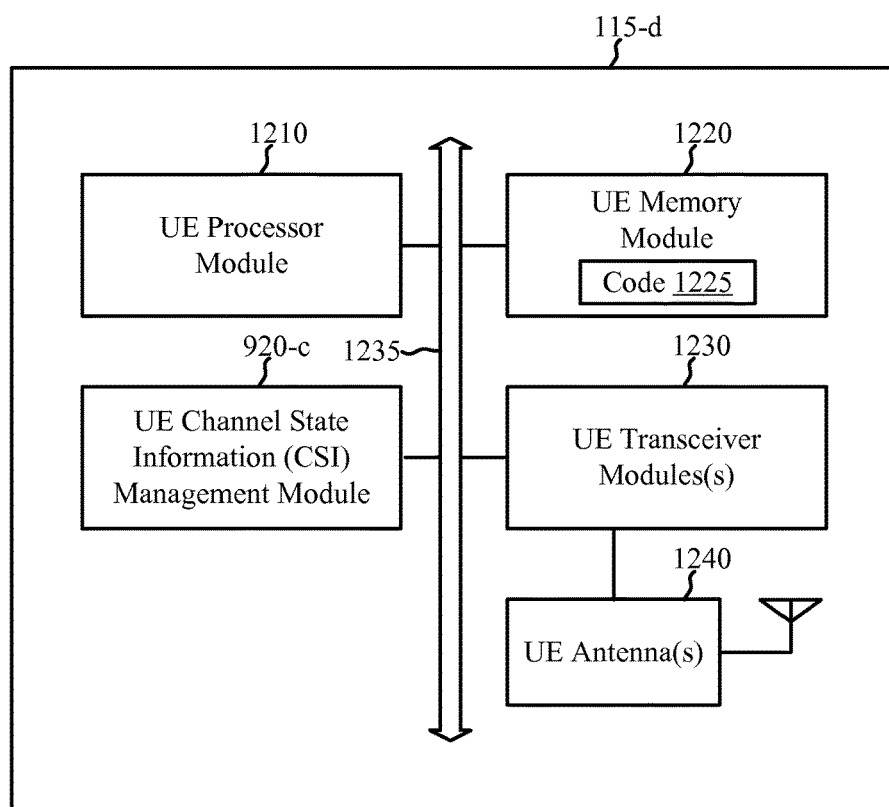 115-d
1210
UE Processor
Module
1220
UE Memory
Module
Code 1225
920-c
UE Channel State
Information (CSI)
Management Module
1235
1230
UE Transceiver
Modules(s)
1240
UE Antenna(s)